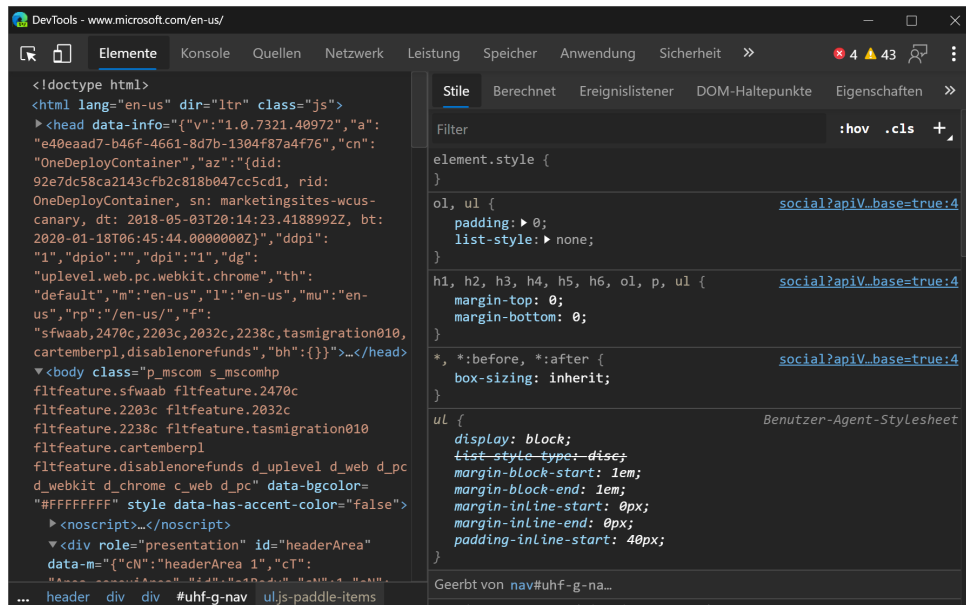 DevTools - www.microsoft.com/en-us/
Elemente Konsole Quellen Netzwerk Leistung Speicher Anwendung Sicherheit » 4 43
<!doctype html>
<html lang="en-us" dir="ltr" class="js">
<head data-info="{"v":"1.0.7321.40972","a":
"e40eaad7-b46f-4661-8d7b-1304f87a4f76","cn":
"OneDeployContainer","az":"{did:
92e7dc58ca2143cfb2c818b047cc5cd1, rid:
OneDeployContainer, sn: marketingsites-wcus-
canary, dt: 2018-05-03T20:14:23.4188992Z, bt:
2020-01-18T06:45:44.0000000Z}","ddpi":
"1","dpio":"","dpi":"1","dg":
"uplevel.web.pc.webkit.chrome","th":
"default","m":"en-us","l":"en-us","mu":"en-
us","rp":"/en-us/","f":
"sfwaab,2470c,2203c,2032c,2238c,tasmigration010,
cartemberpl,disablenorefunds","bh":{}}">…</head>
<body class="p_mscom s_mscomhp
fltfeature.sfwaab fltfeature.2470c
fltfeature.2203c fltfeature.2032c
fltfeature.2238c fltfeature.tasmigration010
fltfeature.cartemberpl
fltfeature.disablenorefunds d_uplevel d_web d_pc
d_webkit d_chrome c_web d_pc" data-bgcolor=
"#FFFFFFFF" style data-has-accent-color="false">
<noscript>…</noscript>
<div role="presentation" id="headerArea"
data-m="{"cN":"headerArea 1","cT":
... header div div #uhf-g-nav ul.js-paddle-items
Stile Berechnet Ereignislistener DOM-Haltepunkte Eigenschaften »
Filter :hov .cls +
element.style {
}
ol, ul { social?apiV…base=true:4
padding: 0;
list-style: none;
}
h1, h2, h3, h4, h5, h6, ol, p, ul { social?apiV…base=true:4
margin-top: 0;
margin-bottom: 0;
}
*, *:before, *:after { social?apiV…base=true:4
box-sizing: inherit;
}
ul { Benutzer-Agent-Stylesheet
display: block;
list-style-type: disc;
margin-block-start: 1em;
margin-block-end: 1em;
margin-inline-start: 0px;
margin-inline-end: 0px;
padding-inline-start: 40px;
}
Geerbt von nav#uhf-g-na…